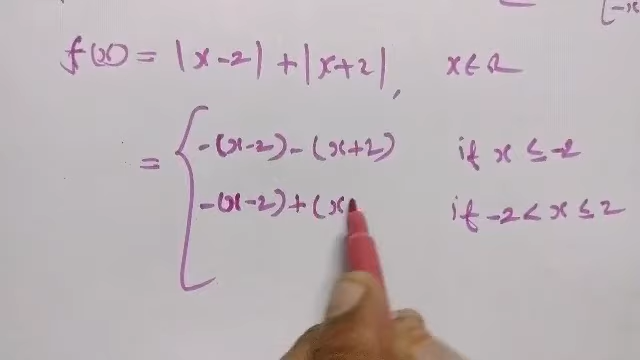 [-x
f(x) = |x-2| + |x+2|, x∈R
= { -(x-2) - (x+2) if x ≤ -2
-(x-2) + (x if -2 < x ≤ 2